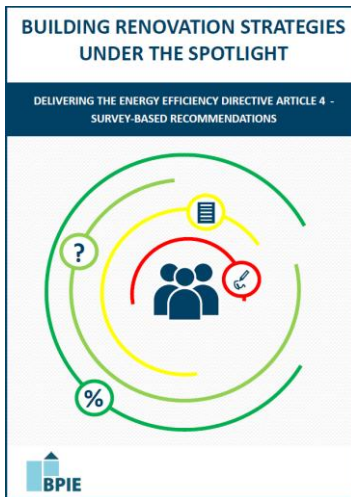 BUILDING RENOVATION STRATEGIES
UNDER THE SPOTLIGHT
DELIVERING THE ENERGY EFFICIENCY DIRECTIVE ARTICLE 4 -
SURVEY-BASED RECOMMENDATIONS
?
%
BPIE